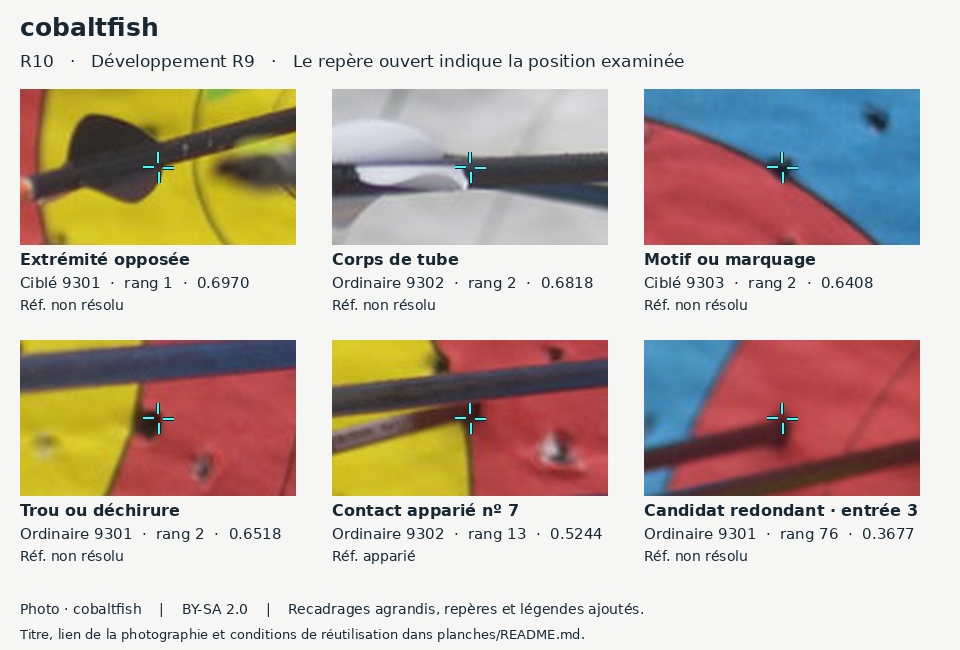 cobaltfish
R10 · Développement R9 · Le repère ouvert indique la position examinée
Extrémité opposée
Ciblé 9301 · rang 1 · 0.6970
Réf. non résolu
Corps de tube
Ordinaire 9302 · rang 2 · 0.6818
Réf. non résolu
Motif ou marquage
Ciblé 9303 · rang 2 · 0.6408
Réf. non résolu
Trou ou déchirure
Ordinaire 9301 · rang 2 · 0.6518
Réf. non résolu
Contact apparié nº 7
Ordinaire 9302 · rang 13 · 0.5244
Réf. apparié
Candidat redondant · entrée 3
Ordinaire 9301 · rang 76 · 0.3677
Réf. non résolu
Photo · cobaltfish | BY-SA 2.0 | Recadrages agrandis, repères et légendes ajoutés.
Titre, lien de la photographie et conditions de réutilisation dans planches/README.md.